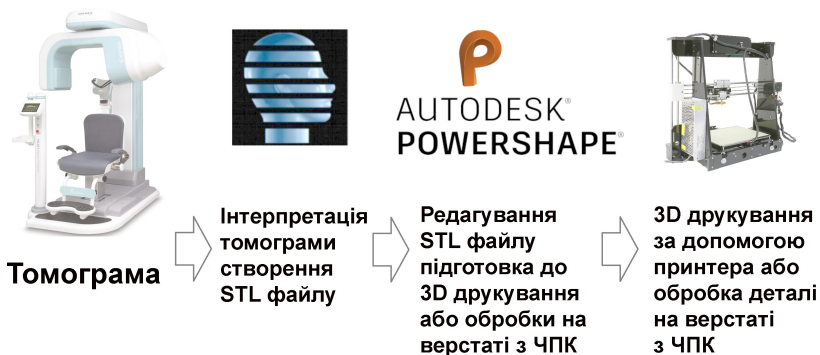 AUTODESK®
POWERSHAPE®
Томограма
Інтерпретація
томограми
створення
STL файлу
Редагування
STL файлу
підготовка до
3D друкування
або обробки на
верстаті з ЧПК
3D друкування
за допомогою
принтера або
обробка деталі
на верстаті
з ЧПК